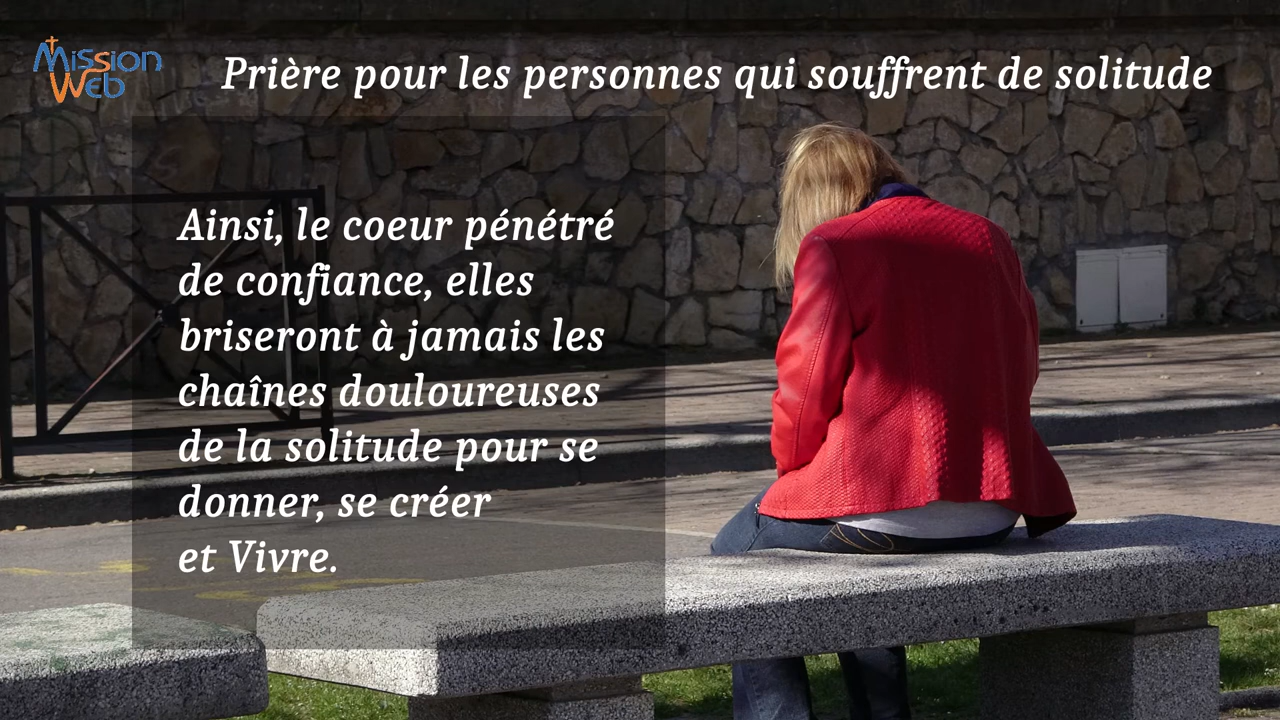 Mission
Web
Prière pour les personnes qui souffrent de solitude
Ainsi, le coeur pénétré
de confiance, elles
briseront à jamais les
chaînes douloureuses
de la solitude pour se
donner, se créer
et Vivre.